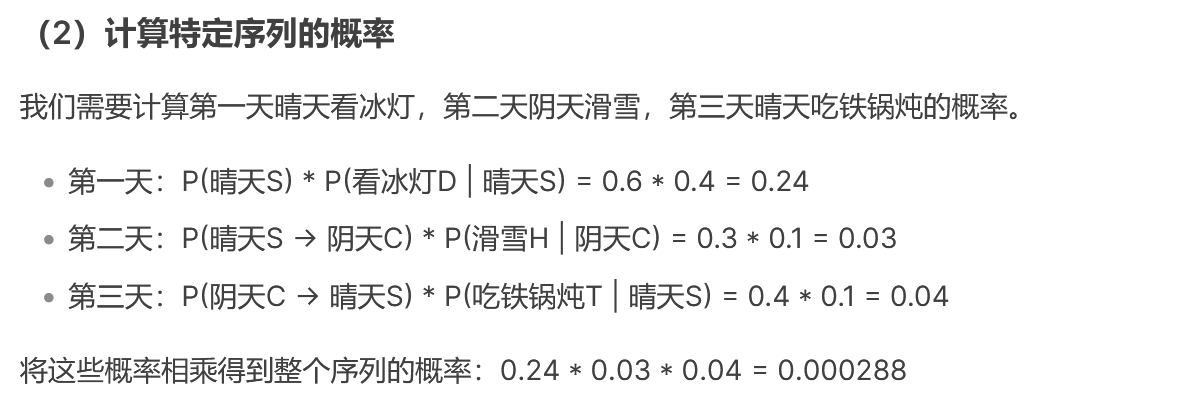 （2）计算特定序列的概率
我们需要计算第一天晴天看冰灯，第二天阴天滑雪，第三天晴天吃铁锅炖的概率。
• 第一天：P(晴天S) * P(看冰灯D | 晴天S) = 0.6 * 0.4 = 0.24
• 第二天：P(晴天S → 阴天C) * P(滑雪H | 阴天C) = 0.3 * 0.1 = 0.03
• 第三天：P(阴天C → 晴天S) * P(吃铁锅炖T | 晴天S) = 0.4 * 0.1 = 0.04
将这些概率相乘得到整个序列的概率：0.24 * 0.03 * 0.04 = 0.000288